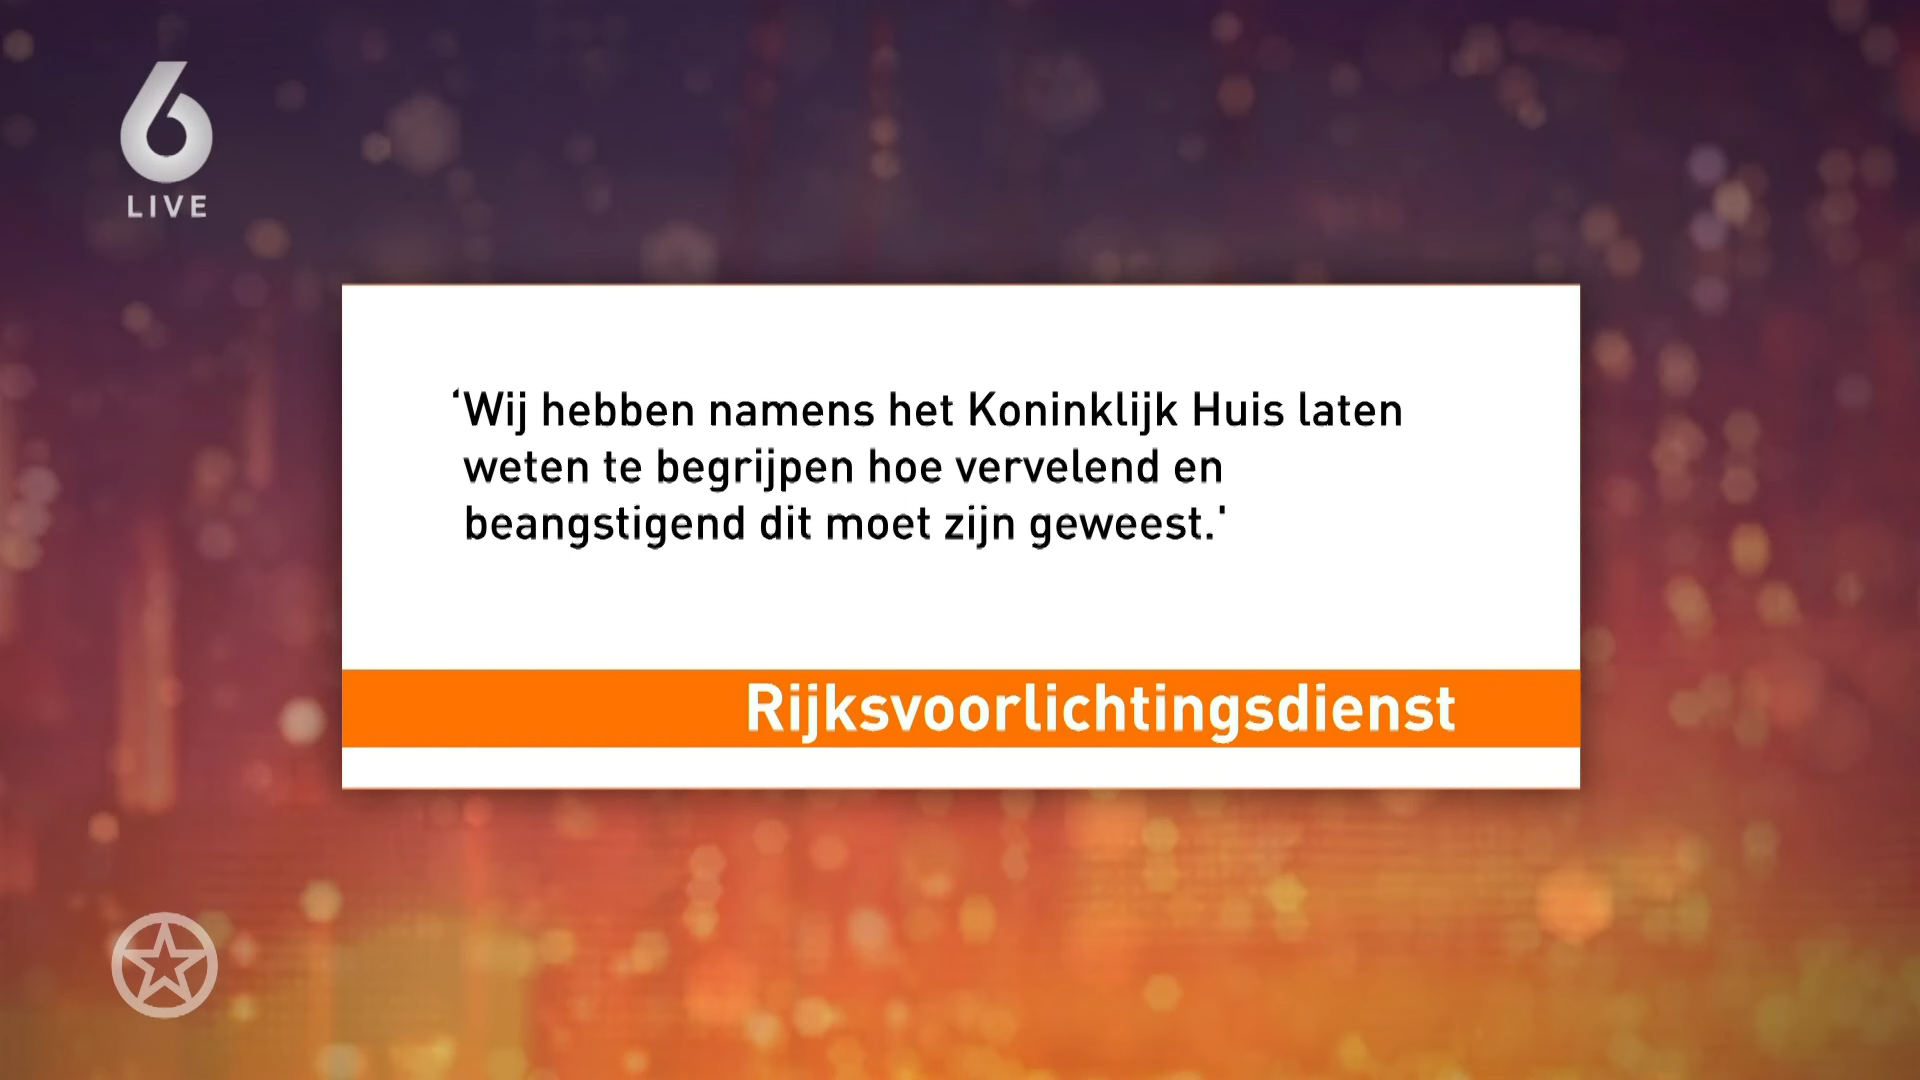 6
LIVE
‘Wij hebben namens het Koninklijk Huis laten
weten te begrijpen hoe vervelend en
beangstigend dit moet zijn geweest.'
Rijksvoorlichtingsdienst